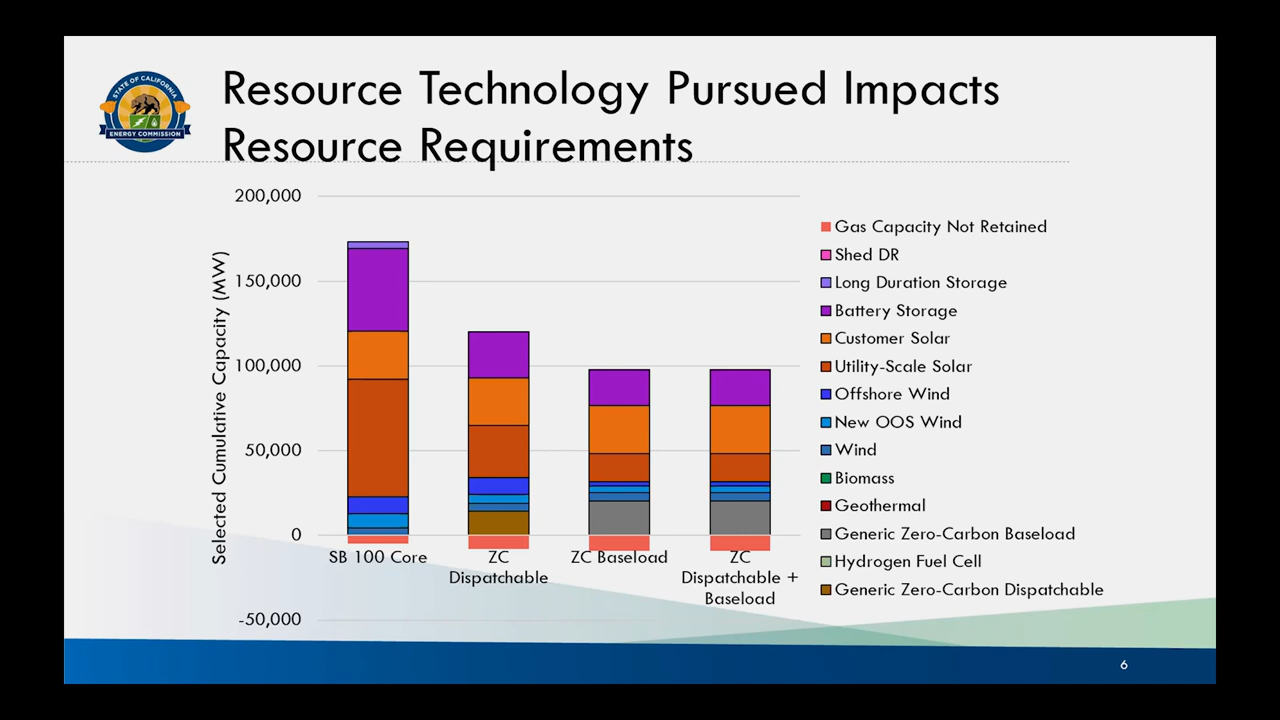 Resource Technology Pursued Impacts
Resource Requirements
STATE OF CALIFORNIA
ENERGY COMMISSION
Selected Cumulative Capacity (MW)
200,000
150,000
100,000
50,000
0
-50,000
SB 100 Core
ZC
Dispatchable
ZC Baseload
ZC
Dispatchable +
Baseload
Gas Capacity Not Retained
Shed DR
Long Duration Storage
Battery Storage
Customer Solar
Utility-Scale Solar
Offshore Wind
New OOS Wind
Wind
Biomass
Geothermal
Generic Zero-Carbon Baseload
Hydrogen Fuel Cell
Generic Zero-Carbon Dispatchable
6